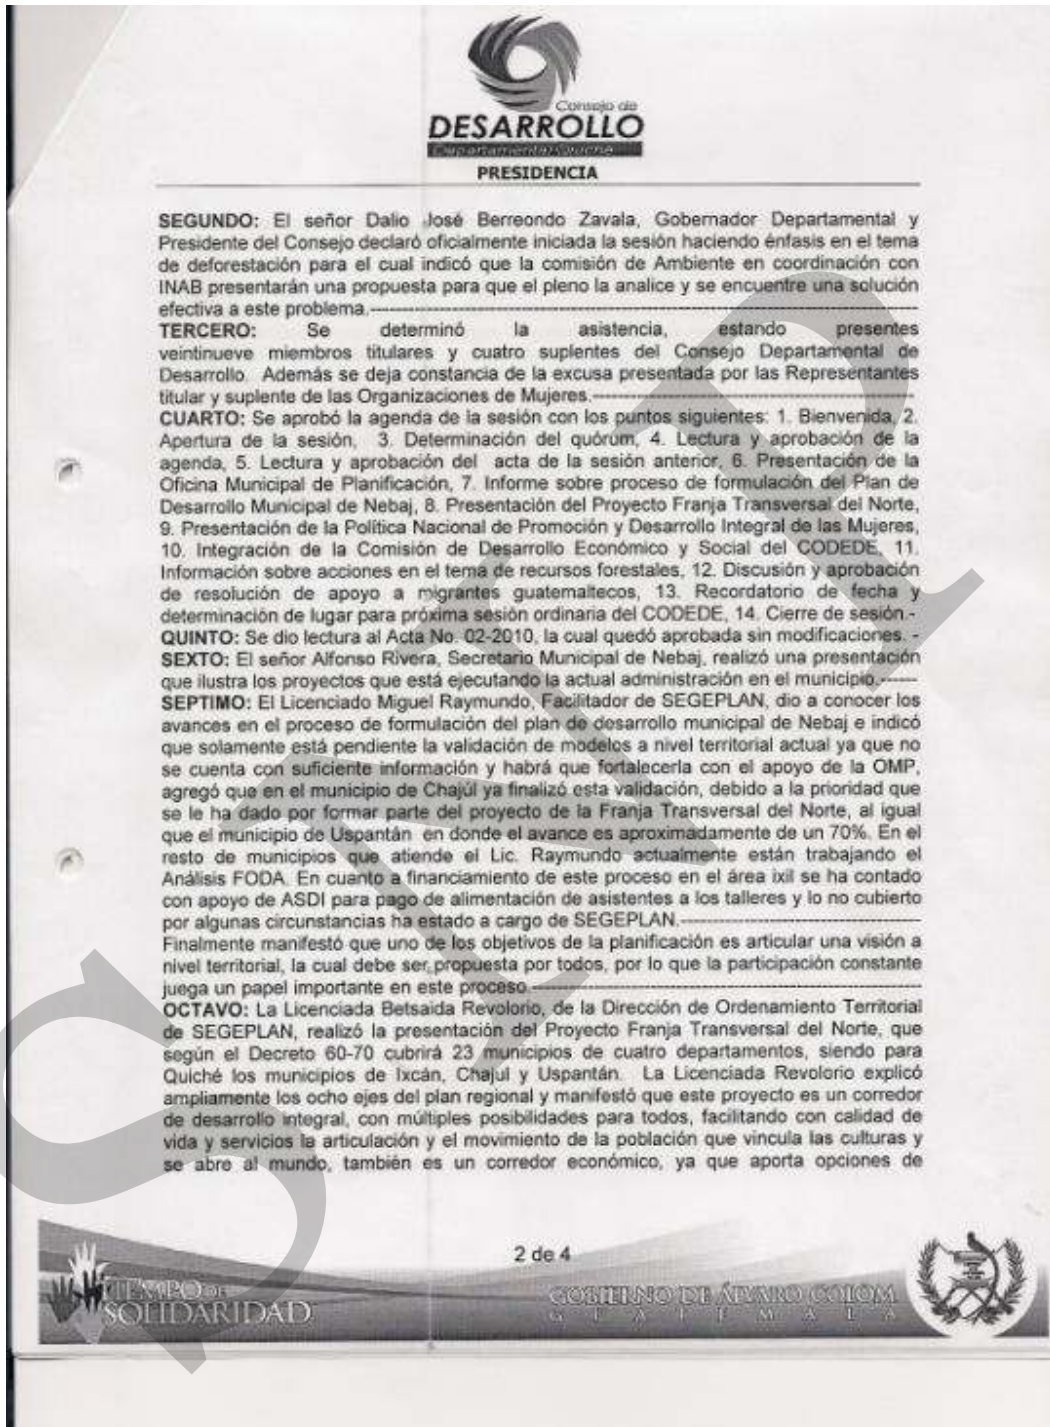 Consejo de
DESARROLLO
Departamental Quiché
PRESIDENCIA
SEGUNDO: El señor Dalio José Berreondo Zavala, Gobernador Departamental y
Presidente del Consejo declaró oficialmente iniciada la sesión haciendo énfasis en el tema
de deforestación para el cual indicó que la comisión de Ambiente en coordinación con
INAB presentarán una propuesta para que el pleno la analice y se encuentre una solución
efectiva a este problema.------------------------------------------------------------
TERCERO: Se determinó la asistencia, estando presentes
veintinueve miembros titulares y cuatro suplentes del Consejo Departamental de
Desarrollo. Además se deja constancia de la excusa presentada por las Representantes
titular y suplente de las Organizaciones de Mujeres.--------------------------------
CUARTO: Se aprobó la agenda de la sesión con los puntos siguientes: 1. Bienvenida, 2.
Apertura de la sesión, 3. Determinación del quórum, 4. Lectura y aprobación de la
agenda, 5. Lectura y aprobación del acta de la sesión anterior, 6. Presentación de la
Oficina Municipal de Planificación, 7. Informe sobre proceso de formulación del Plan de
Desarrollo Municipal de Nebaj, 8. Presentación del Proyecto Franja Transversal del Norte,
9. Presentación de la Política Nacional de Promoción y Desarrollo Integral de las Mujeres,
10. Integración de la Comisión de Desarrollo Económico y Social del CODEDE, 11.
Información sobre acciones en el tema de recursos forestales, 12. Discusión y aprobación
de resolución de apoyo a migrantes guatemaltecos, 13. Recordatorio de fecha y
determinación de lugar para próxima sesión ordinaria del CODEDE, 14. Cierre de sesión.-
QUINTO: Se dio lectura al Acta No. 02-2010, la cual quedó aprobada sin modificaciones. -
SEXTO: El señor Alfonso Rivera, Secretario Municipal de Nebaj, realizó una presentación
que ilustra los proyectos que está ejecutando la actual administración en el municipio.------
SEPTIMO: El Licenciado Miguel Raymundo, Facilitador de SEGEPLAN, dio a conocer los
avances en el proceso de formulación del plan de desarrollo municipal de Nebaj e indicó
que solamente está pendiente la validación de modelos a nivel territorial actual ya que no
se cuenta con suficiente información y habrá que fortalecerla con el apoyo de la OMP,
agregó que en el municipio de Chajúl ya finalizó esta validación, debido a la prioridad que
se le ha dado por formar parte del proyecto de la Franja Transversal del Norte, al igual
que el municipio de Uspantán en donde el avance es aproximadamente de un 70%. En el
resto de municipios que atiende el Lic. Raymundo actualmente están trabajando el
Análisis FODA. En cuanto a financiamiento de este proceso en el área ixil se ha contado
con apoyo de ASDI para pago de alimentación de asistentes a los talleres y lo no cubierto
por algunas circunstancias ha estado a cargo de SEGEPLAN.--------------------------
Finalmente manifestó que uno de los objetivos de la planificación es articular una visión a
nivel territorial, la cual debe ser propuesta por todos, por lo que la participación constante
juega un papel importante en este proceso.------------------------------------------
OCTAVO: La Licenciada Betsaida Revolorio, de la Dirección de Ordenamiento Territorial
de SEGEPLAN, realizó la presentación del Proyecto Franja Transversal del Norte, que
según el Decreto 60-70 cubrirá 23 municipios de cuatro departamentos, siendo para
Quiché los municipios de Ixcán, Chajul y Uspantán. La Licenciada Revolorio explicó
ampliamente los ocho ejes del plan regional y manifestó que este proyecto es un corredor
de desarrollo integral, con múltiples posibilidades para todos, facilitando con calidad de
vida y servicios la articulación y el movimiento de la población que vincula las culturas y
se abre al mundo, también es un corredor económico, ya que aporta opciones de
2 de 4
TIEMPO DE
SOLIDARIDAD
GOBIERNO DE ÁLVARO COLOM
GUATEMALA